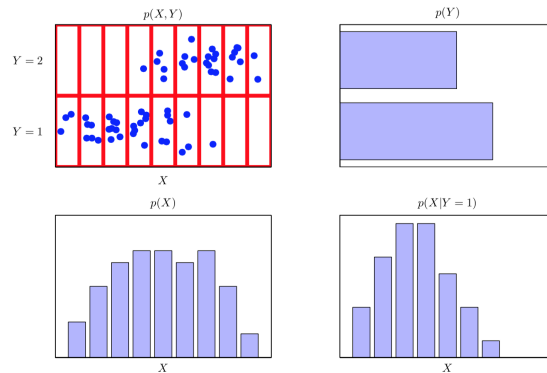 p(X, Y)
Y = 2
Y = 1
X
p(Y)
p(X)
X
p(X|Y = 1)
X